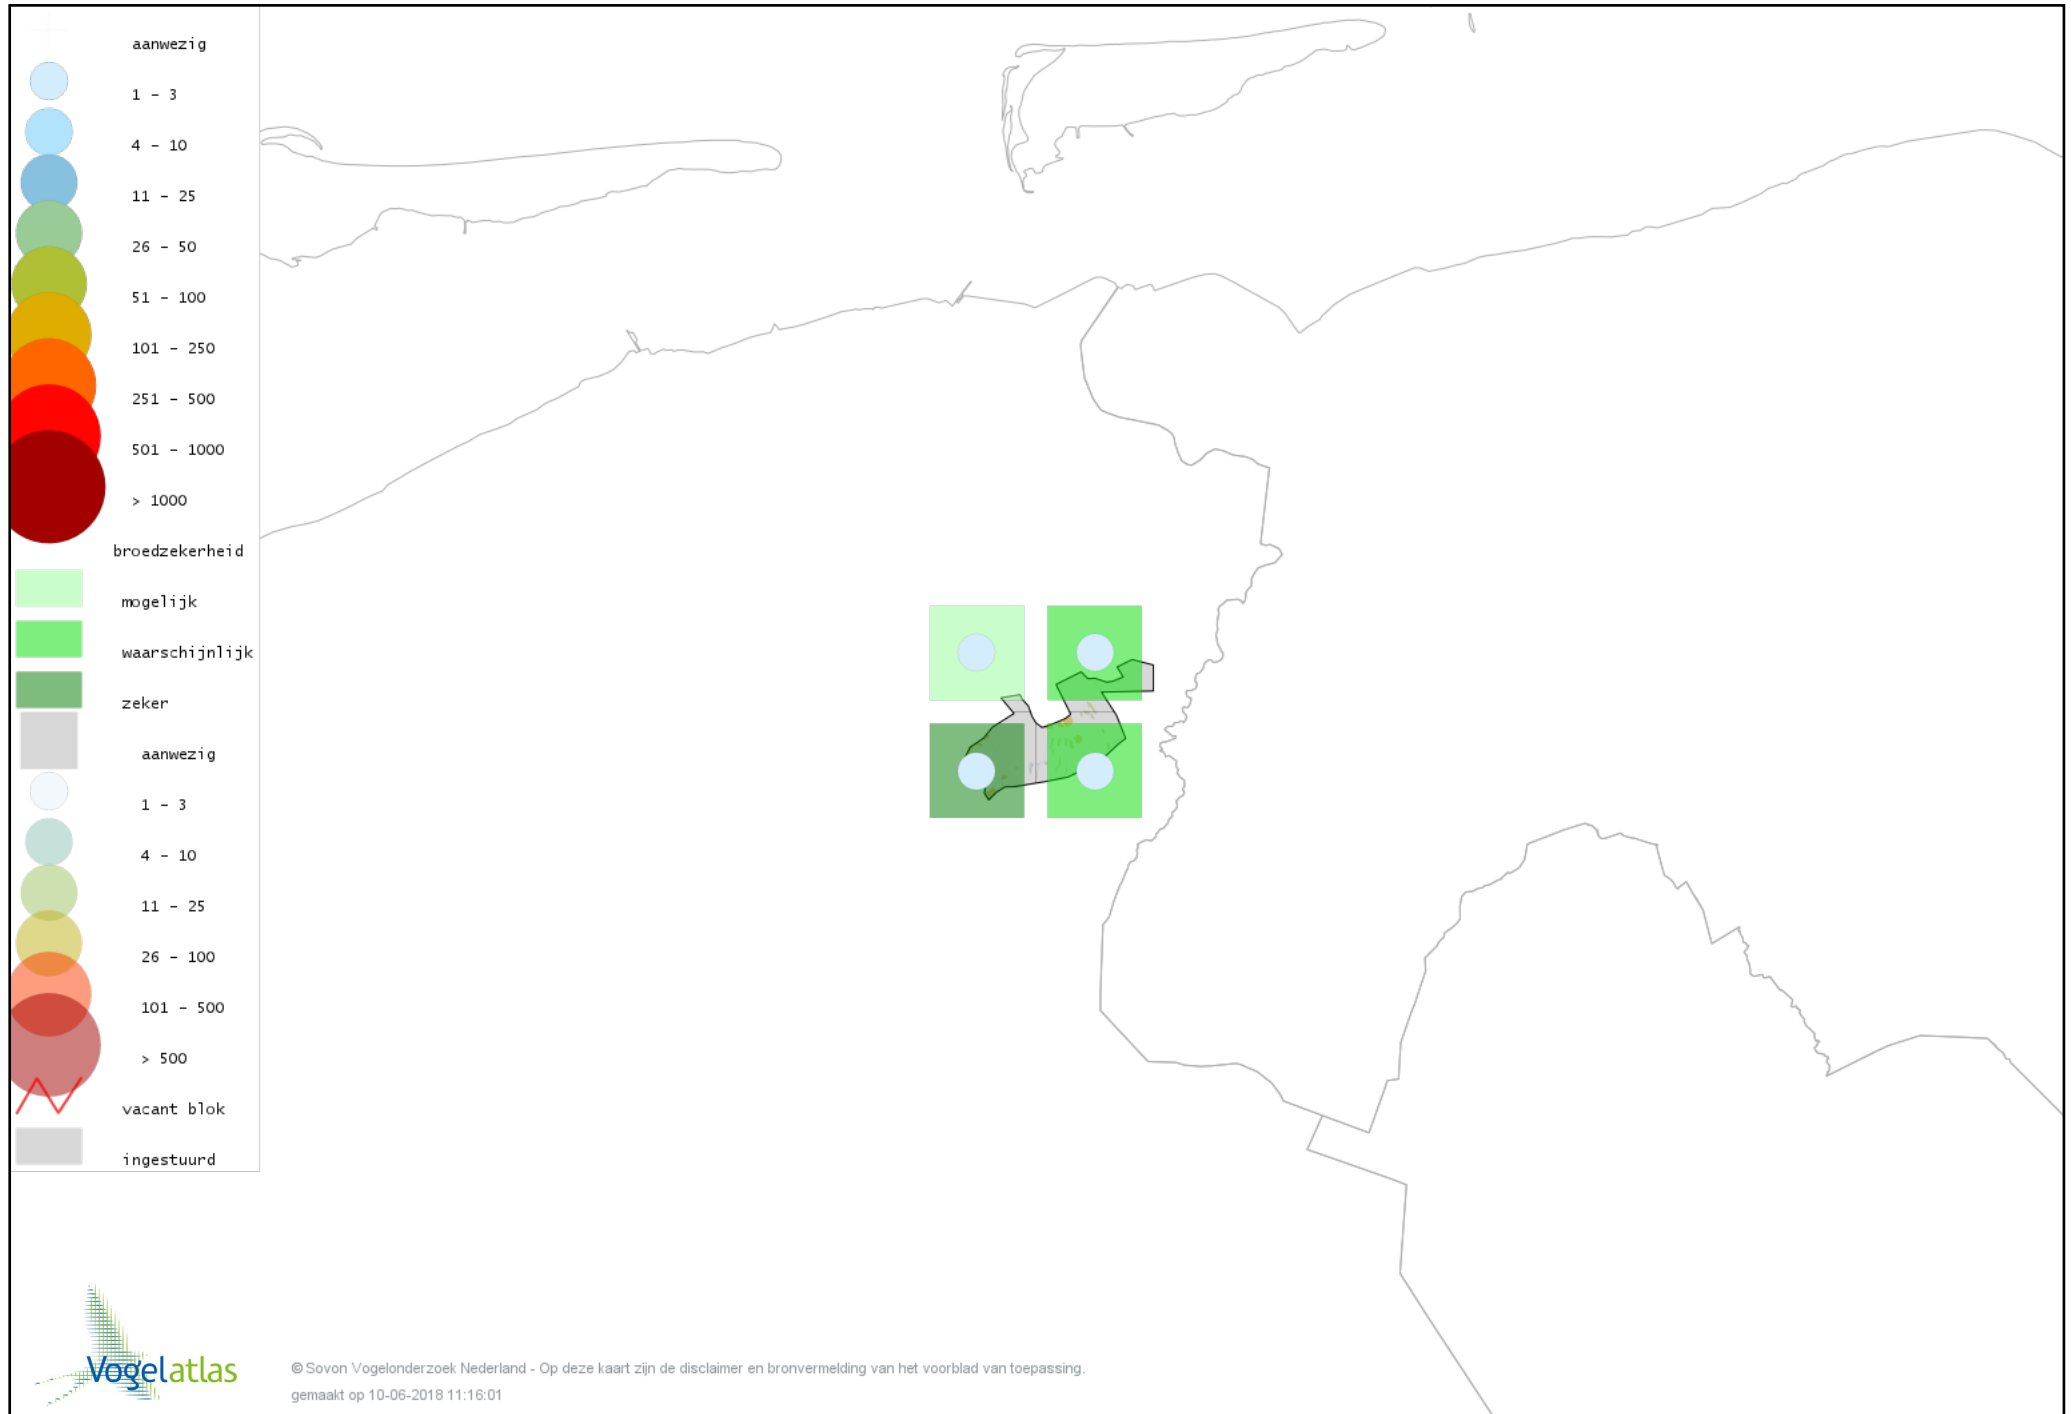 aanwezig
1 - 3
4 - 10
11 - 25
26 - 50
51 - 100
101 - 250
251 - 500
501 - 1000
> 1000
broedzekerheid
mogelijk
waarschijnlijk
zeker
aanwezig
1 - 3
4 - 10
11 - 25
26 - 100
101 - 500
> 500
vacant blok
ingestuurd
Vogelatlas
© Sovon Vogelonderzoek Nederland - Op deze kaart zijn de disclaimer en bronvermelding van het voorblad van toepassing.
gemaakt op 10-06-2018 11:16:01